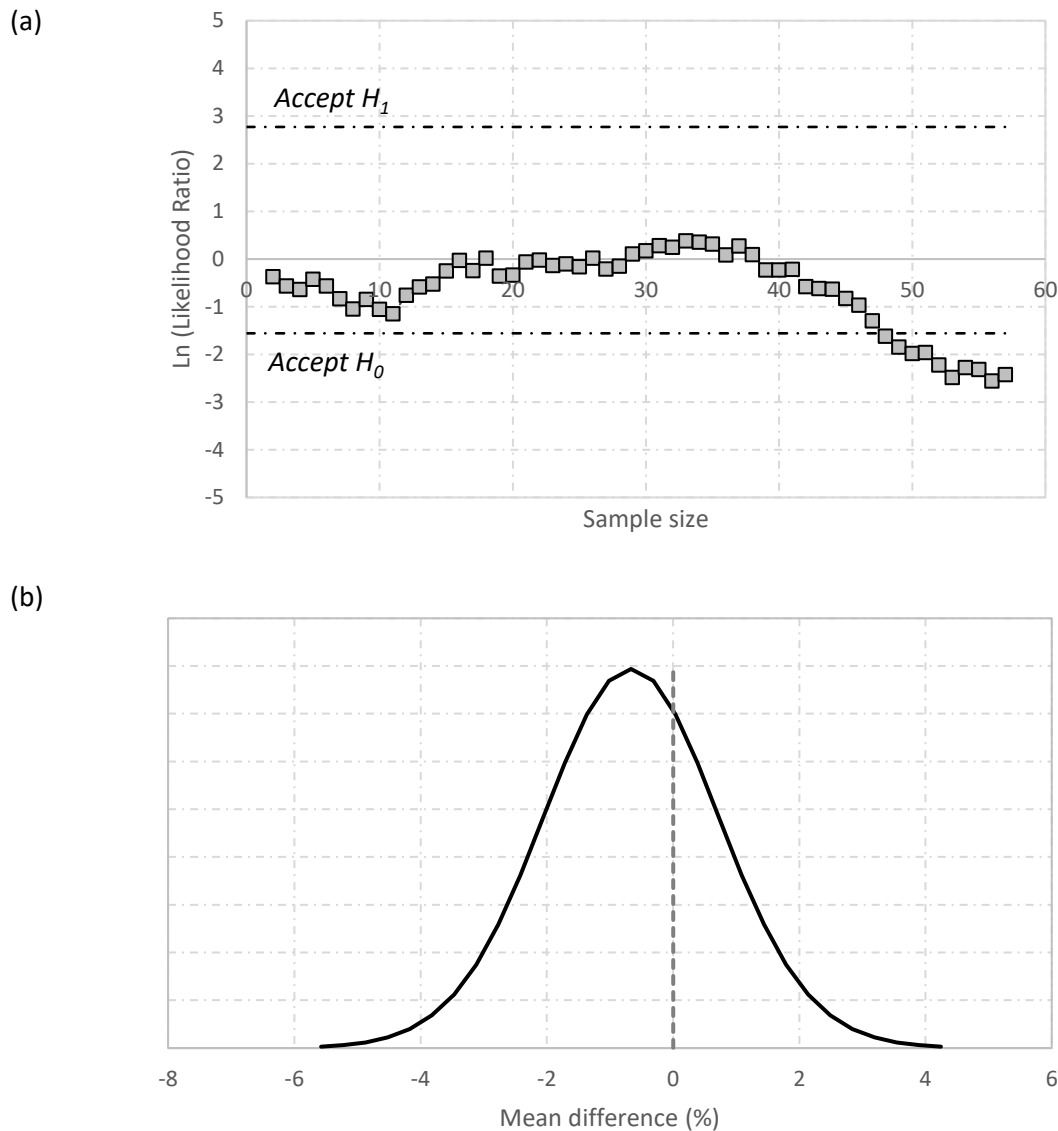 (a)
5
4
3
2
1
0
-1
-2
-3
-4
-5
Ln (Likelihood Ratio)
Accept H₁
Accept H₀
0 10 20 30 40 50 60
Sample size
(b)
-8 -6 -4 -2 0 2 4 6
Mean difference (%)